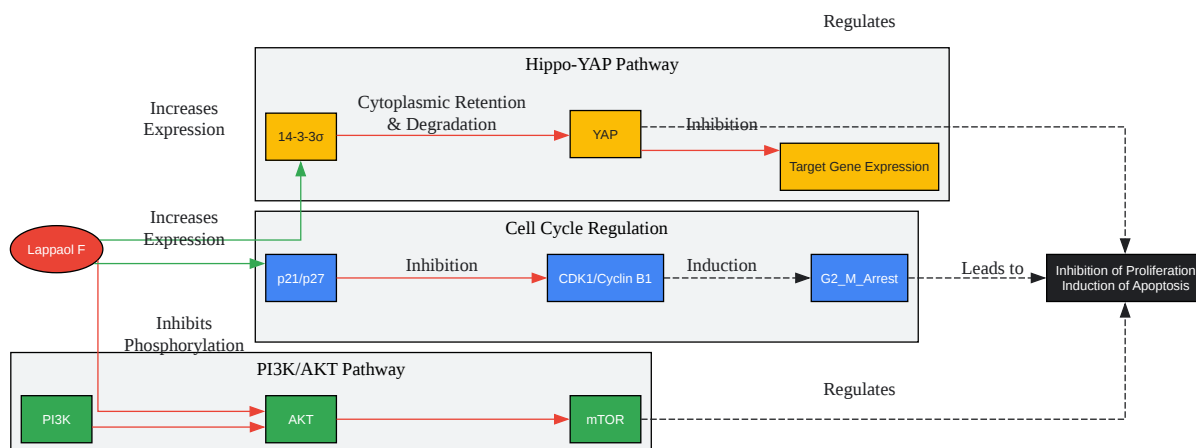 Regulates
Hippo-YAP Pathway
Increases
Expression
Cytoplasmic Retention
& Degradation
14-3-3σ
YAP
Inhibition
Target Gene Expression
Increases
Expression
Cell Cycle Regulation
Lappaol F
p21/p27
Inhibition
CDK1/Cyclin B1
Induction
G2_M_Arrest
Leads to
Inhibition of Proliferation
Induction of Apoptosis
Inhibits
Phosphorylation
PI3K/AKT Pathway
PI3K
AKT
mTOR
Regulates